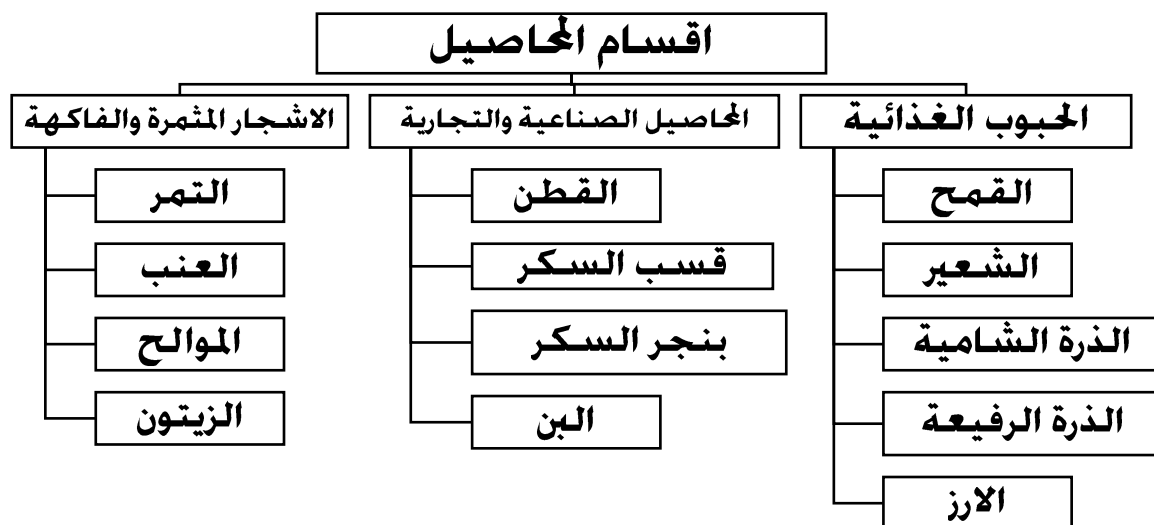 اقسام المحاصيل
الحبوب الغذائية
القمح
الشعير
الذرة الشامية
الذرة الرفيعة
الارز
المحاصيل الصناعية والتجارية
القطن
قسب السكر
بنجر السكر
البن
الاشجار المثمرة والفاكهة
التمر
العنب
الموالح
الزيتون